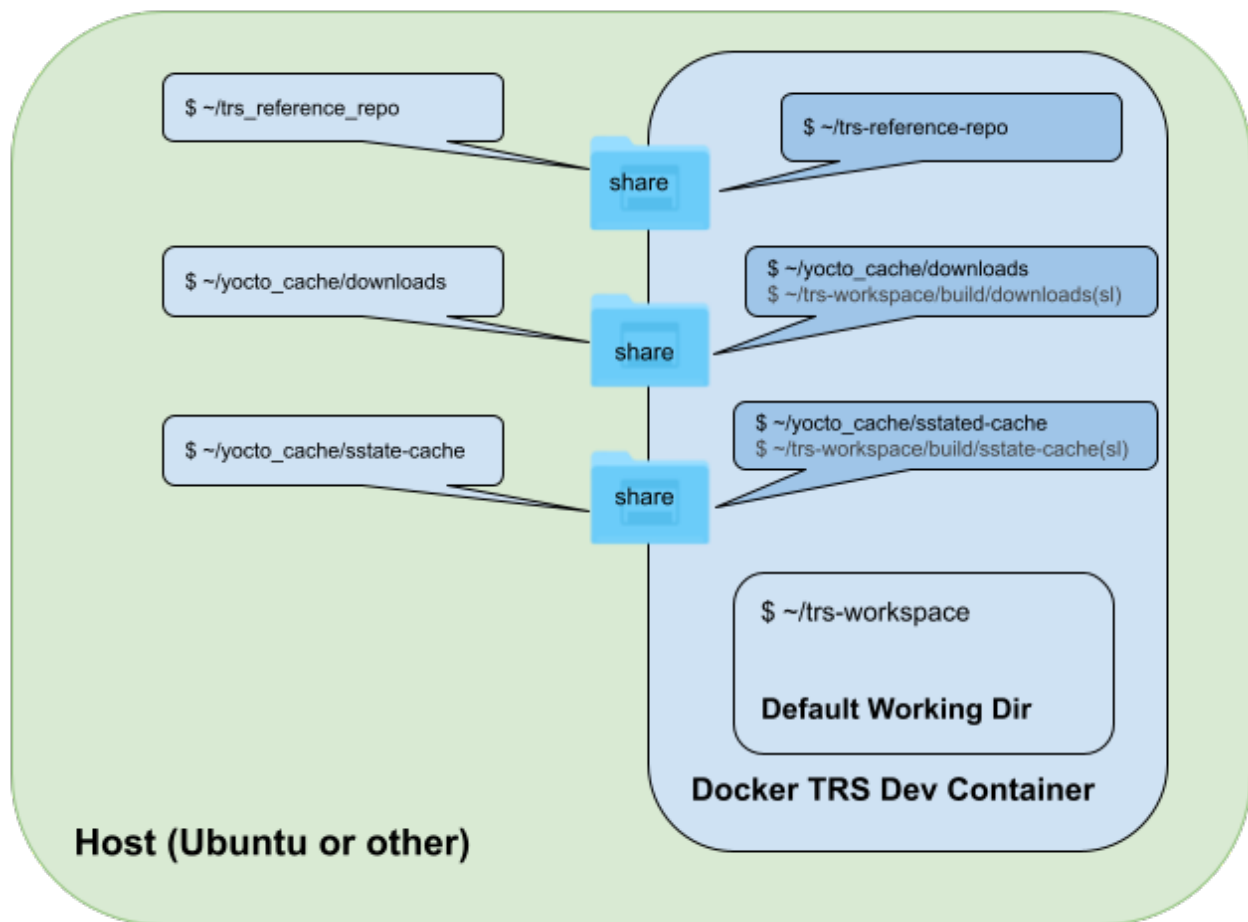 $ ~/trs_reference_repo
$ ~/trs-reference-repo
share
$ ~/yocto_cache/downloads
$ ~/yocto_cache/downloads
$ ~/trs-workspace/build/downloads(sl)
share
$ ~/yocto_cache/sstate-cache
$ ~/yocto_cache/sstated-cache
$ ~/trs-workspace/build/sstate-cache(sl)
share
$ ~/trs-workspace
Default Working Dir
Docker TRS Dev Container
Host (Ubuntu or other)